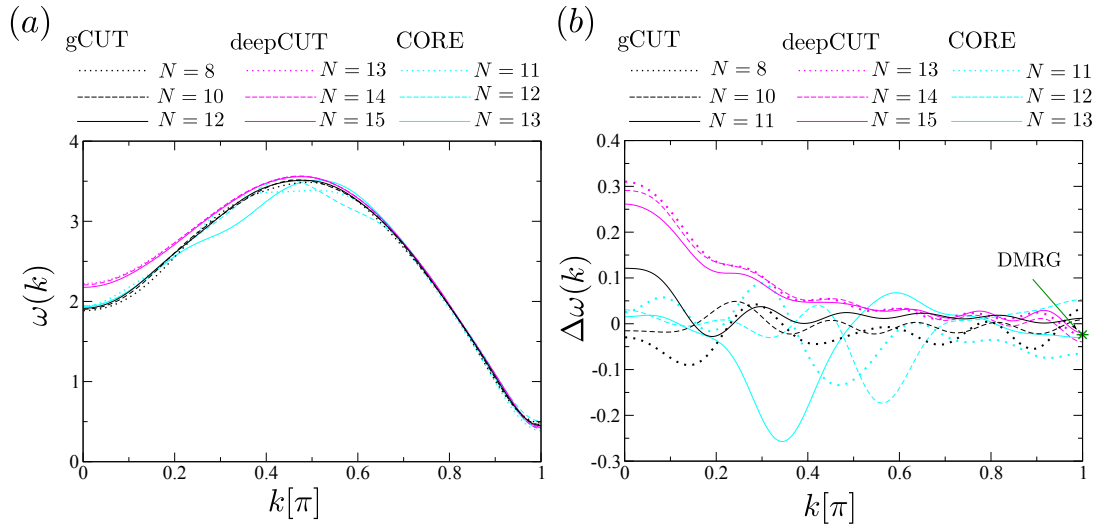 (a)
gCUT deepCUT CORE
N = 8 N = 13 N = 11
N = 10 N = 14 N = 12
N = 12 N = 15 N = 13
4
3
2
1
0
ω(k)
0 0.2 0.4 0.6 0.8 1
k[π]
(b)
gCUT deepCUT CORE
N = 8 N = 13 N = 11
N = 10 N = 14 N = 12
N = 11 N = 15 N = 13
0.4
0.3
0.2
DMRG
0.1
Δω(k)
0
-0.1
-0.2
-0.3
0 0.2 0.4 0.6 0.8 1
k[π]